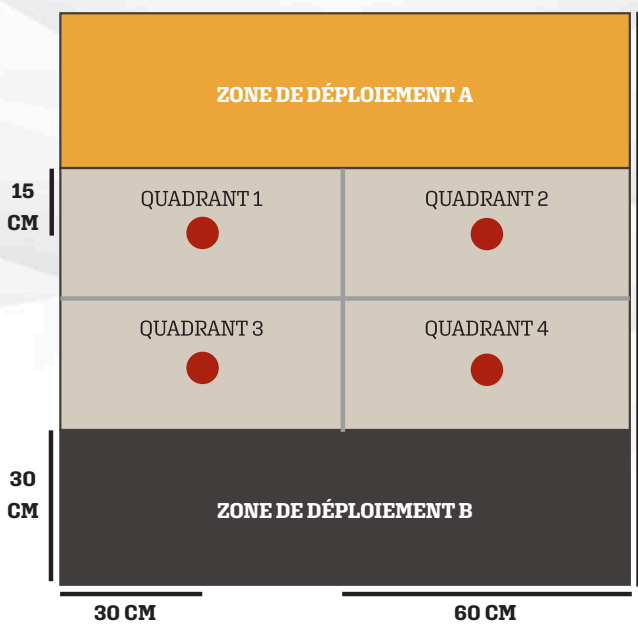 ZONE DE DÉPLOIEMENT A
15
CM
QUADRANT 1
QUADRANT 2
QUADRANT 3
QUADRANT 4
30
CM
ZONE DE DÉPLOIEMENT B
30 CM
60 CM